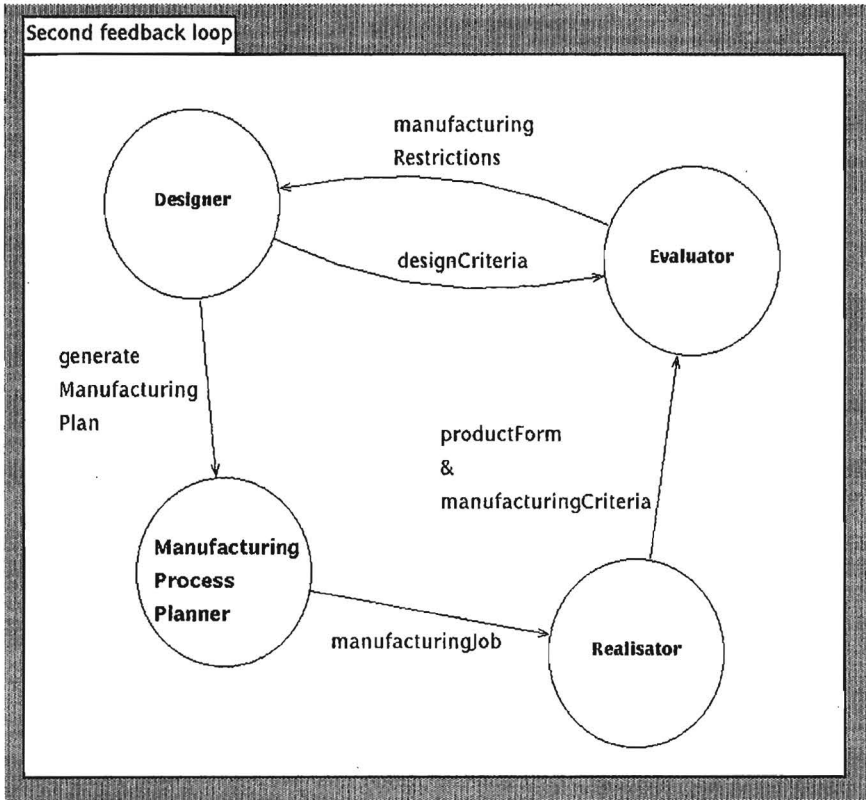 Second feedback loop
manufacturing
Restrictions
Designer
designCriteria
Evaluator
generate
Manufacturing
Plan
productForm
&
manufacturingCriteria
Manufacturing
Process
Planner
manufacturingJob
Realisator